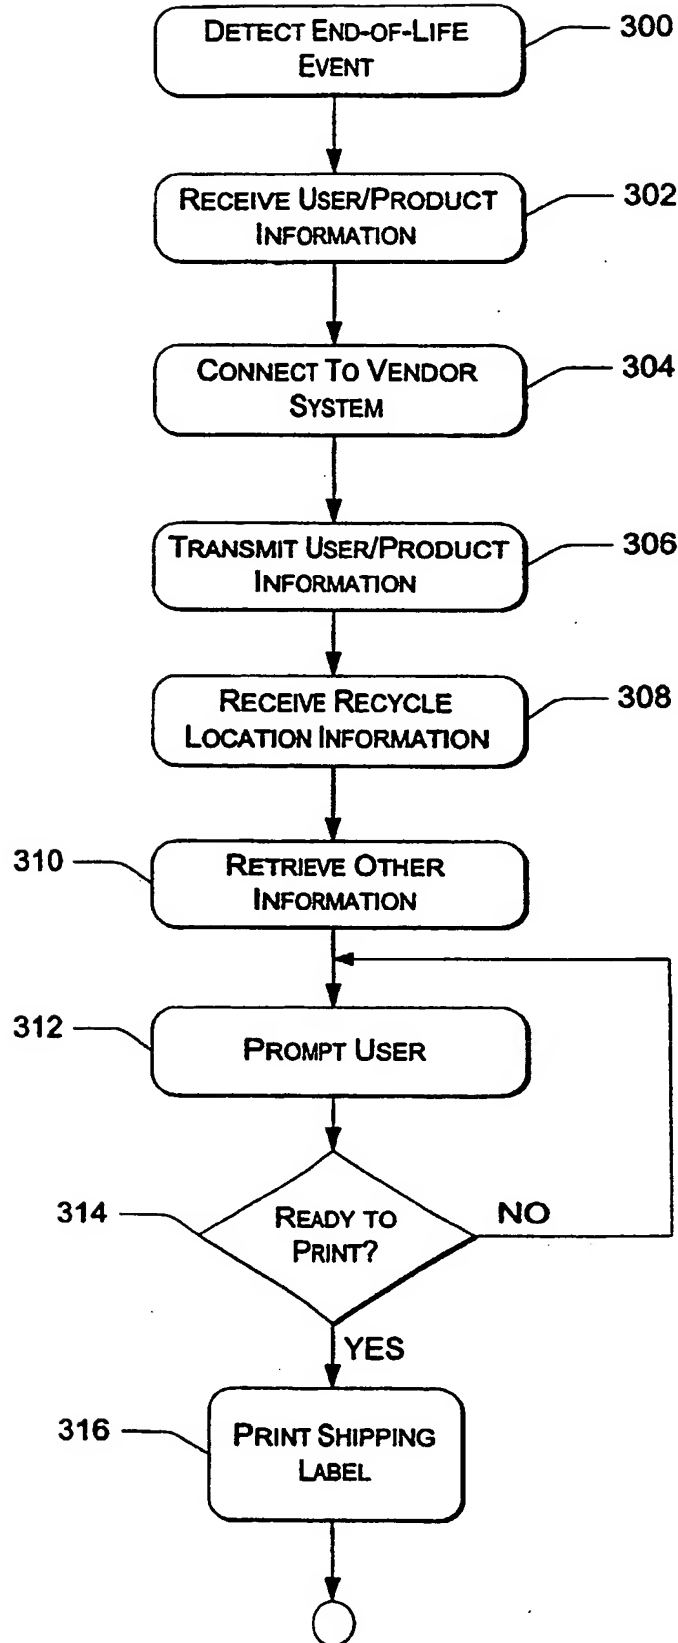 DETECT END-OF-LIFE
EVENT
300
RECEIVE USER/PRODUCT
INFORMATION
302
CONNECT TO VENDOR
SYSTEM
304
TRANSMIT USER/PRODUCT
INFORMATION
306
RECEIVE RECYCLE
LOCATION INFORMATION
308
310
RETRIEVE OTHER
INFORMATION
312
PROMPT USER
314
READY TO
PRINT?
NO
YES
316
PRINT SHIPPING
LABEL